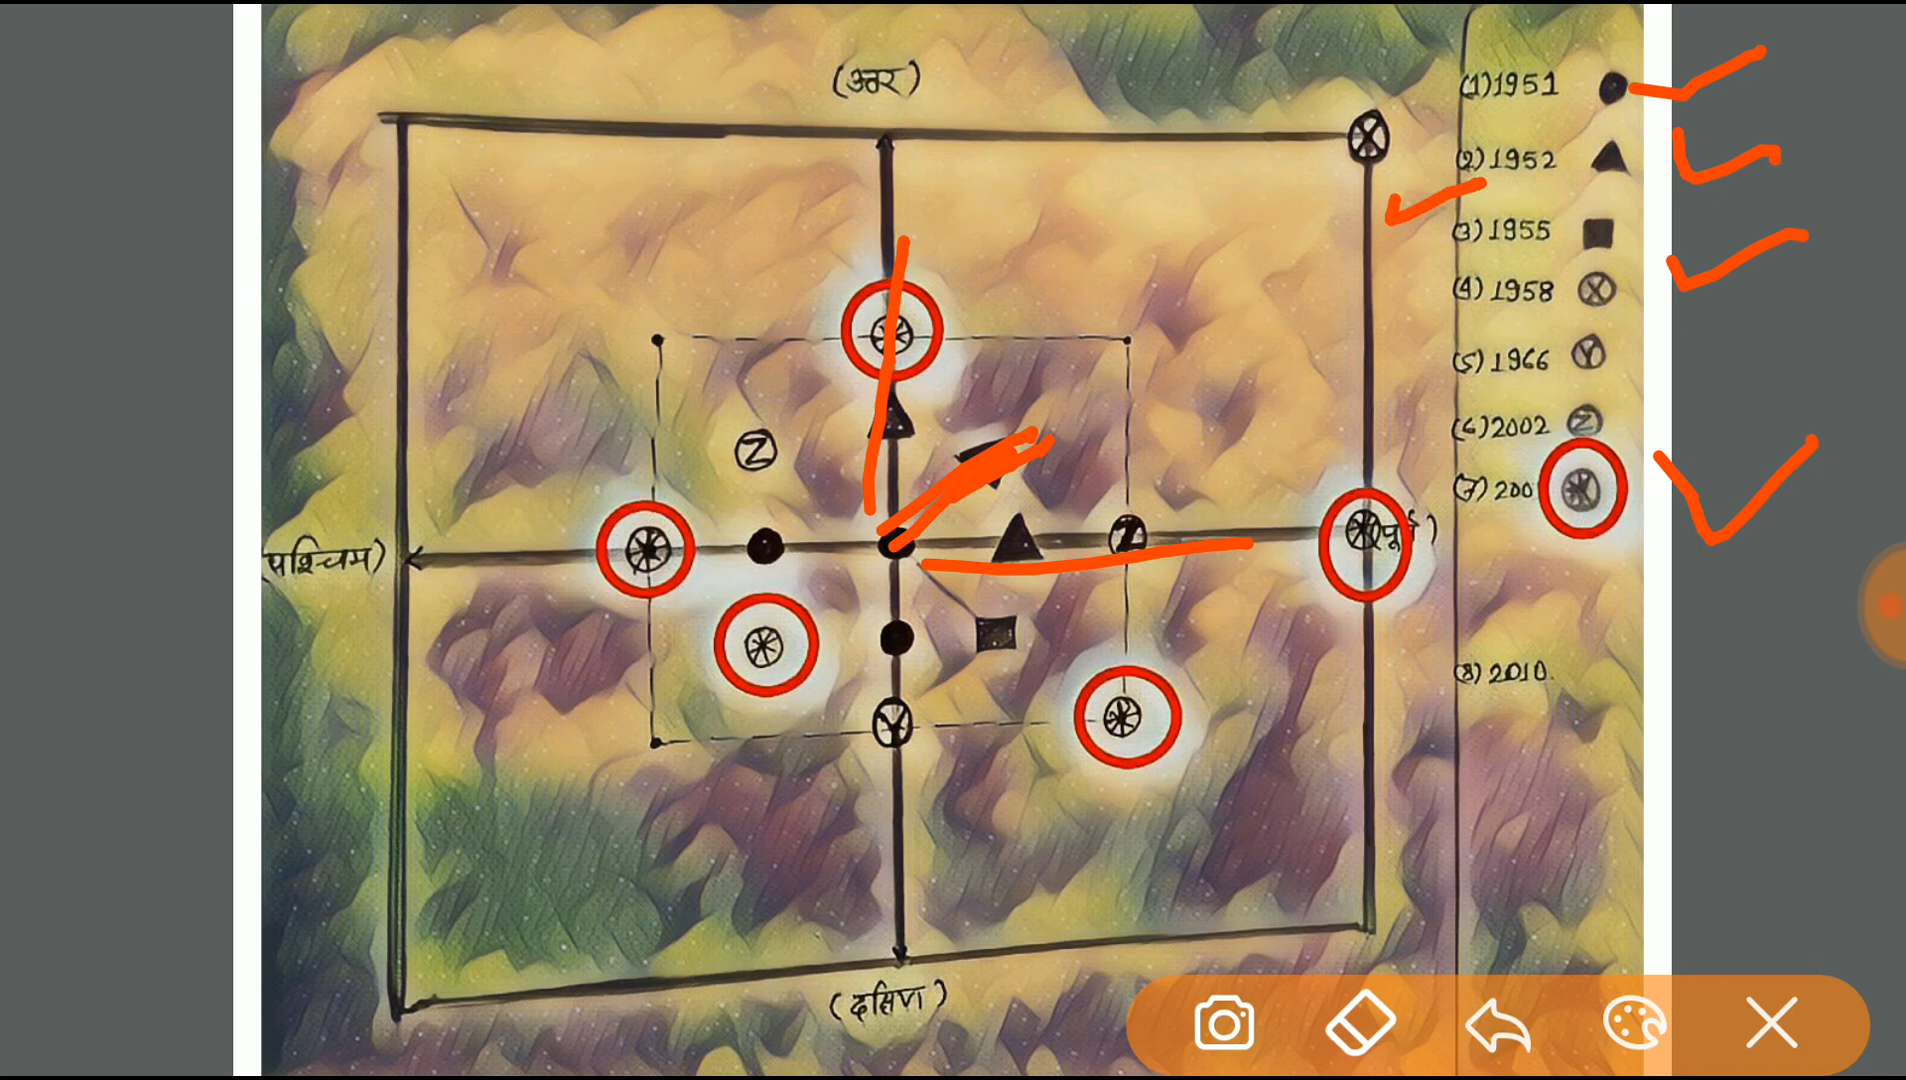 (उत्तर)
(1) 1951
(2) 1952
(3) 1955
(4) 1958
(5) 1966
(6) 2002
(7) 200
(पश्चिम)
(पूर्व)
(8) 2010.
(दक्षिण)
X
Z
Z
Y
X
Y
Z